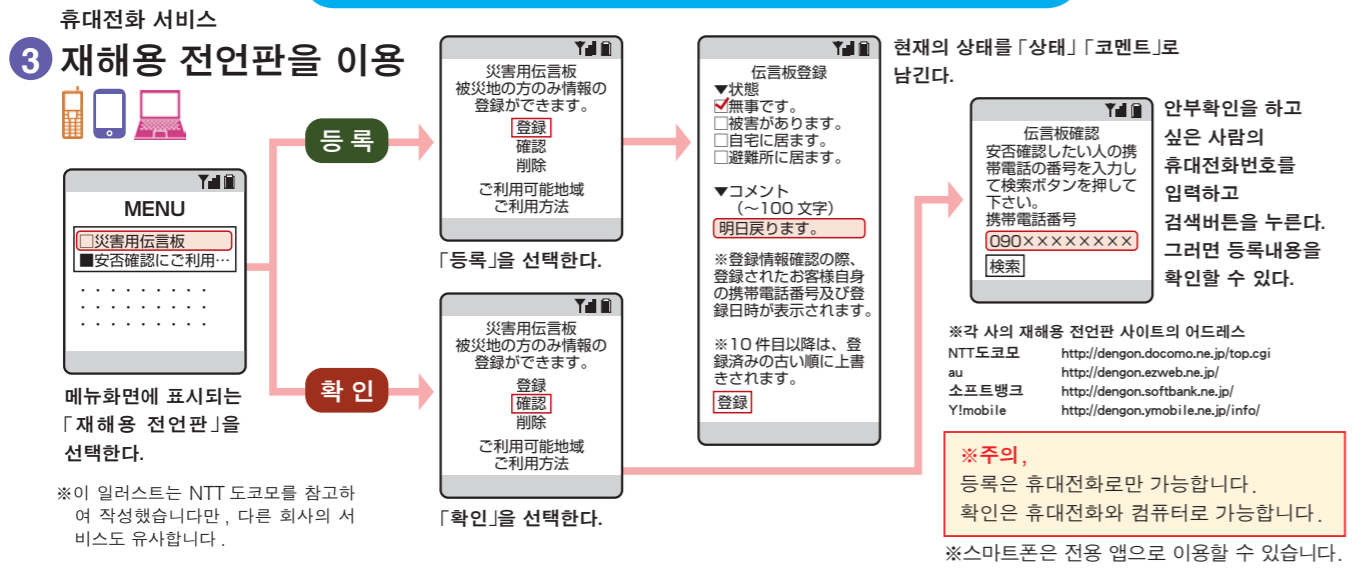 휴대전화 서비스
3 재해용 전언판을 이용
MENU
□災害用伝言板
■安否確認にご利用…
메뉴화면에 표시되는
「재해용 전언판」을
선택한다.
※이 일러스트는 NTT 도코모를 참고하
여 작성했습니다만, 다른 회사의 서
비스도 유사합니다.
등록
災害用伝言板
被災地の方のみ情報の
登録ができます。
登録
確認
削除
ご利用可能地域
ご利用方法
「등록」을 선택한다.
확인
災害用伝言板
被災地の方のみ情報の
登録ができます。
登録
確認
削除
ご利用可能地域
ご利用方法
「확인」을 선택한다.
伝言板登録
▼状態
☑無事です。
□被害があります。
□自宅に居ます。
□避難所に居ます。
▼コメント
(~100 文字)
明日戻ります。
※登録情報確認の際、
登録されたお客様自身
の携帯電話番号及び登
録日時が表示されます。
※10 件目以降は、登
録済みの古い順に上書
きされます。
登録
현재의 상태를 「상태」 「코멘트」로
남긴다.
伝言板確認
安否確認したい人の携
帯電話の番号を入力し
て検索ボタンを押して
下さい。
携帯電話番号
090××××××××
検索
안부확인을 하고
싶은 사람의
휴대전화번호를
입력하고
검색버튼을 누른다.
그러면 등록내용을
확인할 수 있다.
※각 사의 재해용 전언판 사이트의 어드레스
NTT도코모 http://dengon.docomo.ne.jp/top.cgi
au http://dengon.ezweb.ne.jp/
소프트뱅크 http://dengon.softbank.ne.jp/
Y!mobile http://dengon.ymobile.ne.jp/info/
※주의,
등록은 휴대전화로만 가능합니다.
확인은 휴대전화와 컴퓨터로 가능합니다.
※스마트폰은 전용 앱으로 이용할 수 있습니다.